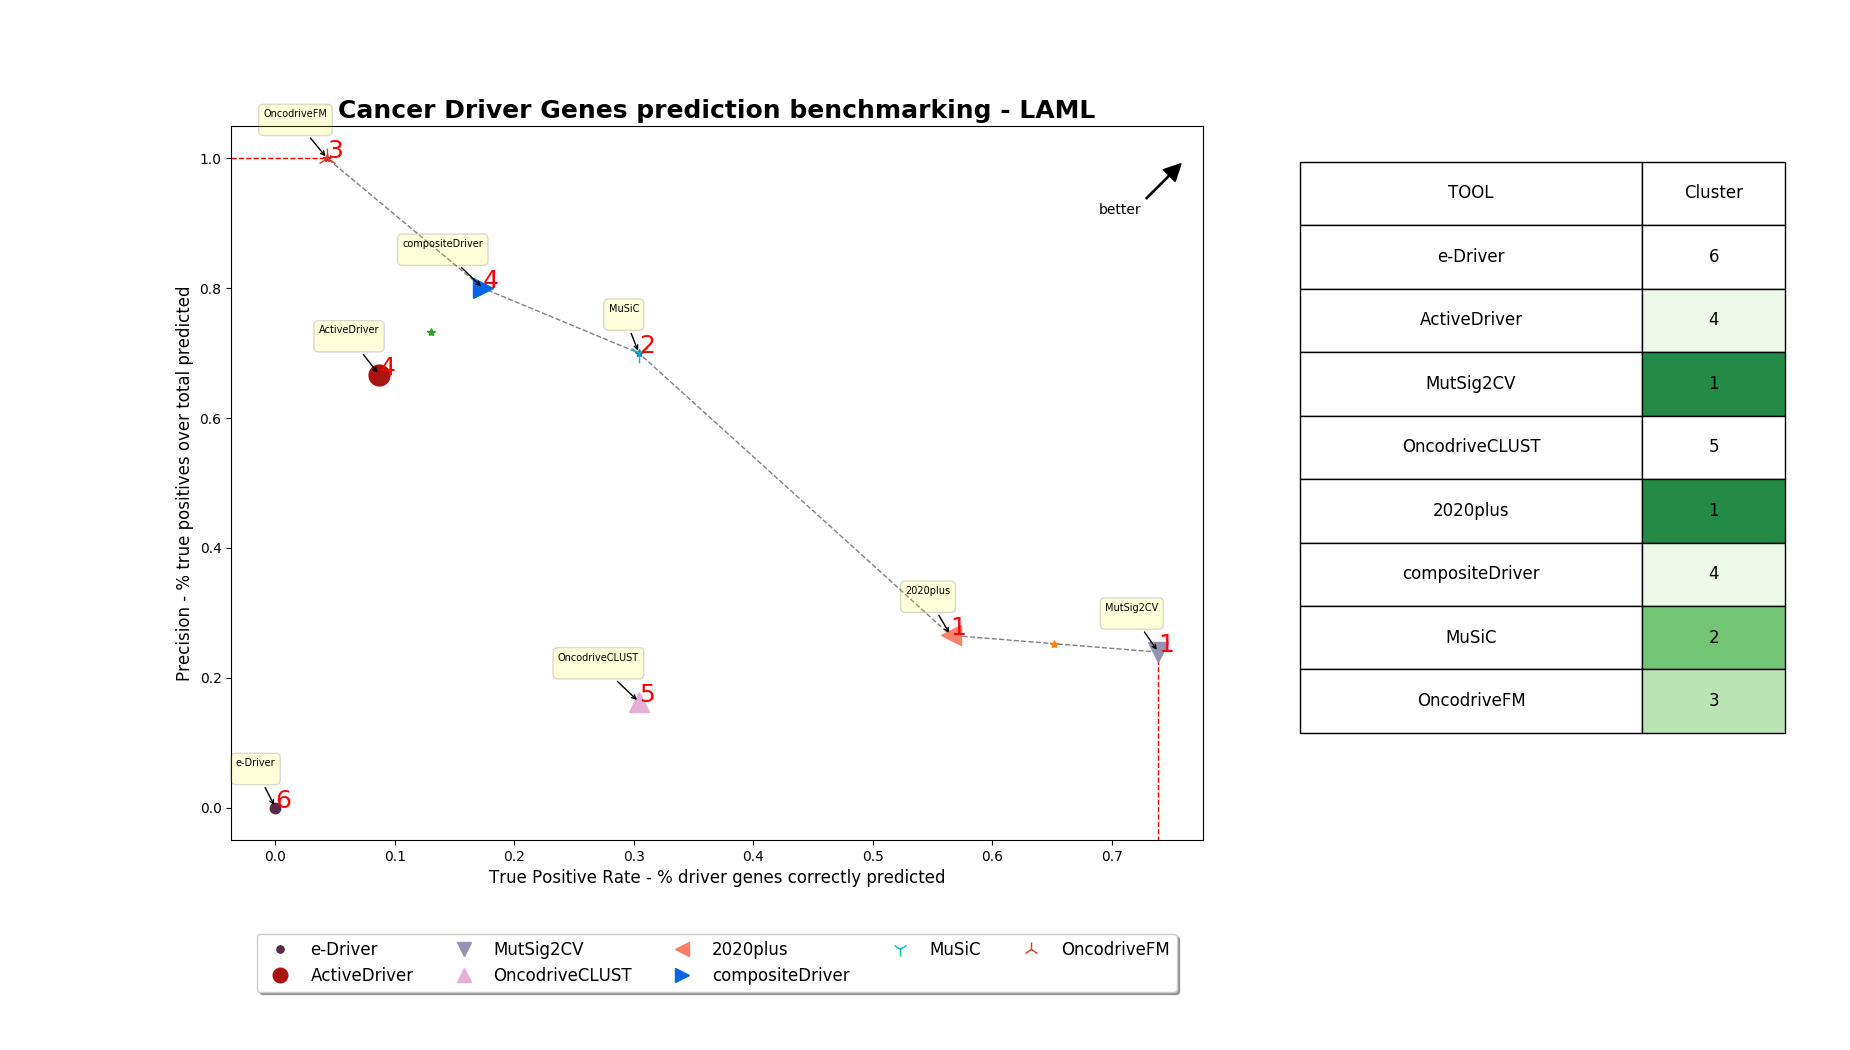 Cancer Driver Genes prediction benchmarking - LAML
OncodriveFM
3
better
compositeDriver
4
MuSiC
2
ActiveDriver
4
2020plus
1
MutSig2CV
1
OncodriveCLUST
5
e-Driver
6
1.0
0.8
0.6
0.4
0.2
0.0
Precision - % true positives over total predicted
0.0 0.1 0.2 0.3 0.4 0.5 0.6 0.7
True Positive Rate - % driver genes correctly predicted
e-Driver MutSig2CV 2020plus MuSiC OncodriveFM
ActiveDriver OncodriveCLUST compositeDriver
TOOL Cluster
e-Driver 6
ActiveDriver 4
MutSig2CV 1
OncodriveCLUST 5
2020plus 1
compositeDriver 4
MuSiC 2
OncodriveFM 3